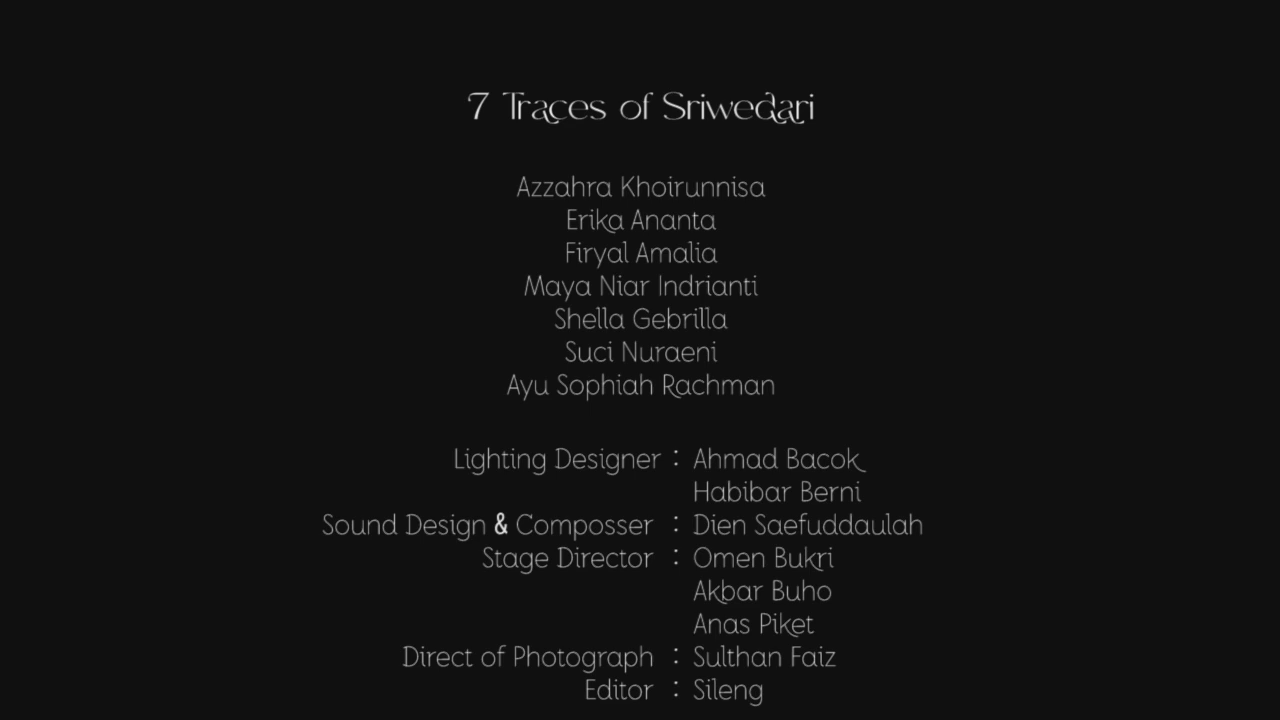 7 Traces of Sriwedari
Azzahra Khoirunnisa
Erika Ananta
Firyal Amalia
Maya Niar Indrianti
Shella Gebrilla
Suci Nuraeni
Ayu Sophiah Rachman
Lighting Designer : Ahmad Bacok
Habibar Berni
Sound Design & Composser : Dien Saefuddaulah
Stage Director : Omen Bukri
Akbar Buho
Anas Piket
Direct of Photograph : Sulthan Faiz
Editor : Sileng